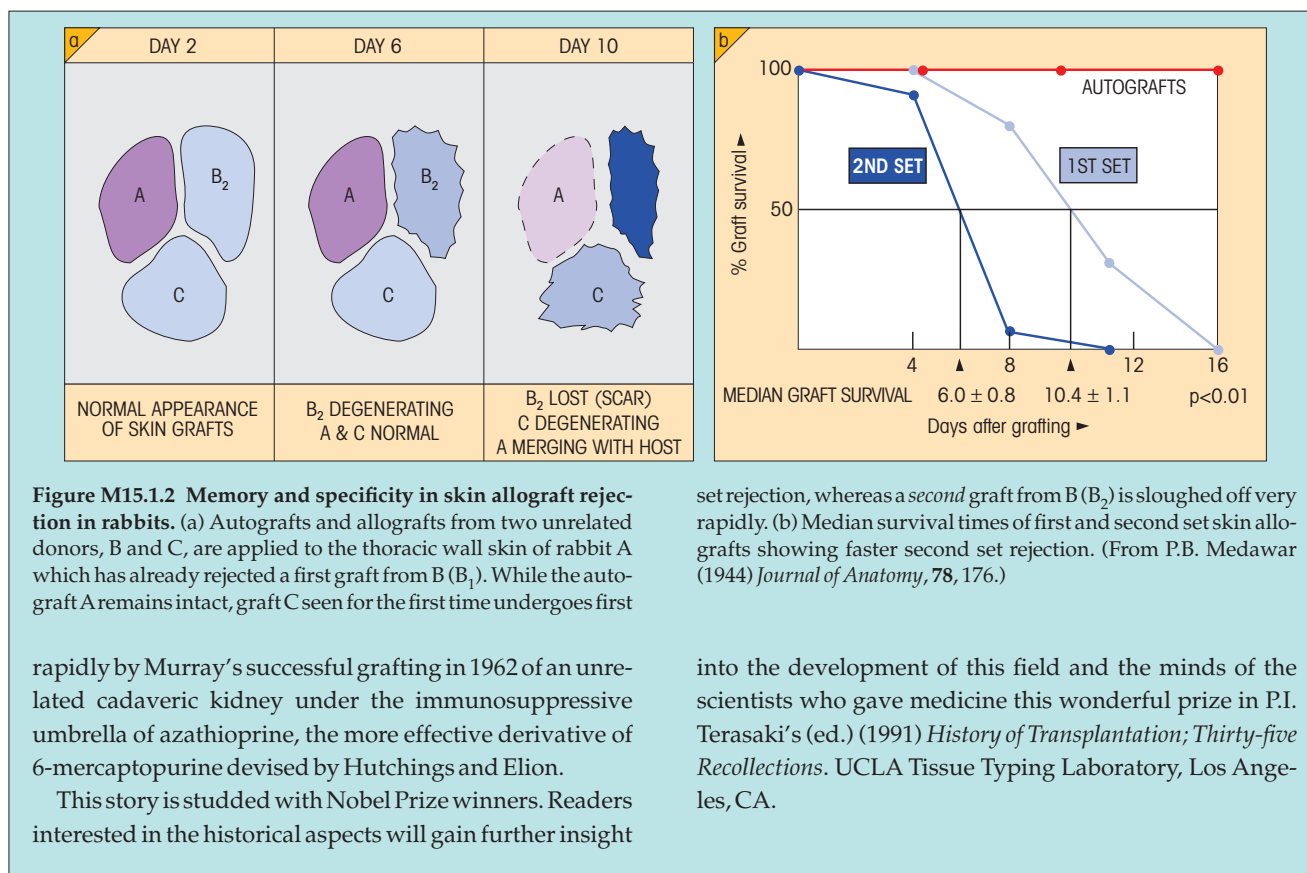 a
DAY 2
DAY 6
DAY 10
A
B₂
C
A
B₂
C
A
C
NORMAL APPEARANCE
OF SKIN GRAFTS
B₂ DEGENERATING
A & C NORMAL
B₂ LOST (SCAR)
C DEGENERATING
A MERGING WITH HOST
b
100
AUTOGRAFTS
2ND SET
1ST SET
50
% Graft survival
4
8
12
16
MEDIAN GRAFT SURVIVAL 6.0 ± 0.8 10.4 ± 1.1 p<0.01
Days after grafting
Figure M15.1.2 Memory and specificity in skin allograft rejec-
tion in rabbits. (a) Autografts and allografts from two unrelated
donors, B and C, are applied to the thoracic wall skin of rabbit A
which has already rejected a first graft from B (B₁). While the auto-
graft A remains intact, graft C seen for the first time undergoes first
set rejection, whereas a second graft from B (B₂) is sloughed off very
rapidly. (b) Median survival times of first and second set skin allo-
grafts showing faster second set rejection. (From P.B. Medawar
(1944) Journal of Anatomy, 78, 176.)
rapidly by Murray's successful grafting in 1962 of an unre-
lated cadaveric kidney under the immunosuppressive
umbrella of azathioprine, the more effective derivative of
6-mercaptopurine devised by Hutchings and Elion.
This story is studded with Nobel Prize winners. Readers
interested in the historical aspects will gain further insight
into the development of this field and the minds of the
scientists who gave medicine this wonderful prize in P.I.
Terasaki's (ed.) (1991) History of Transplantation; Thirty-five
Recollections. UCLA Tissue Typing Laboratory, Los Ange-
les, CA.